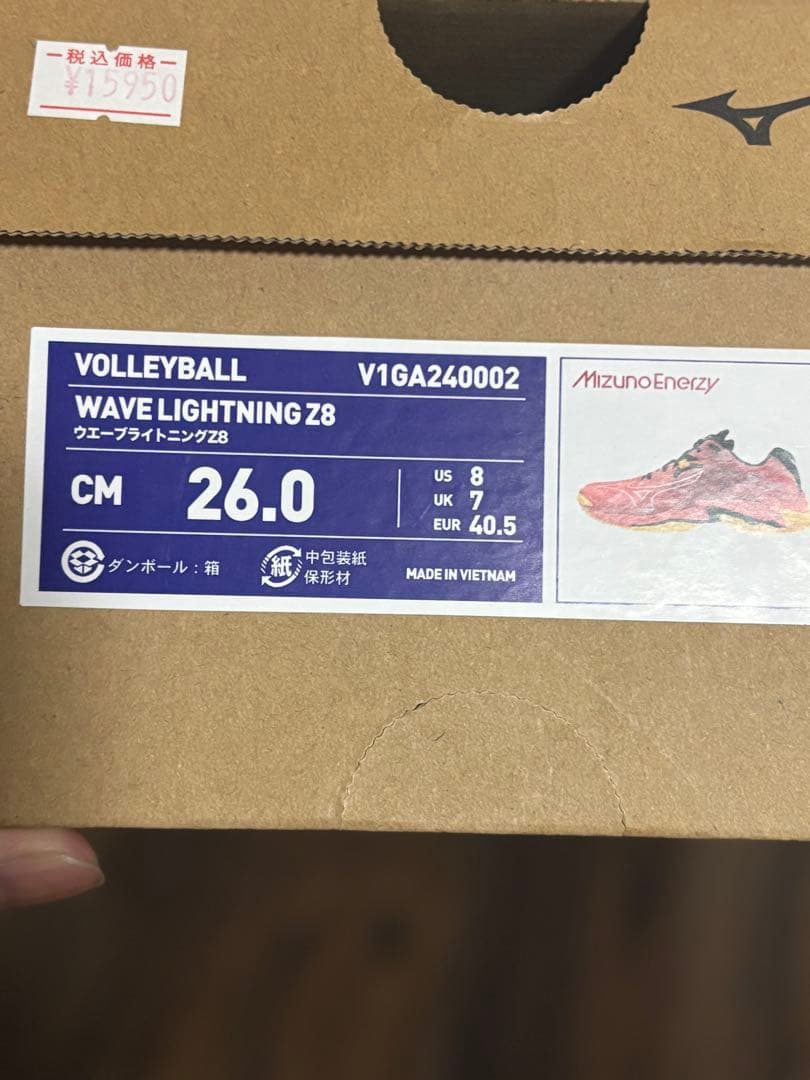 税込価格
¥15950
VOLLEYBALL V1GA240002
WAVE LIGHTNING Z8
ウエーブライトニングZ8
CM 26.0
US 8
UK 7
EUR 40.5
ダンボール：箱
紙 中包装紙
保形材
MADE IN VIETNAM
MizunoEnerzy